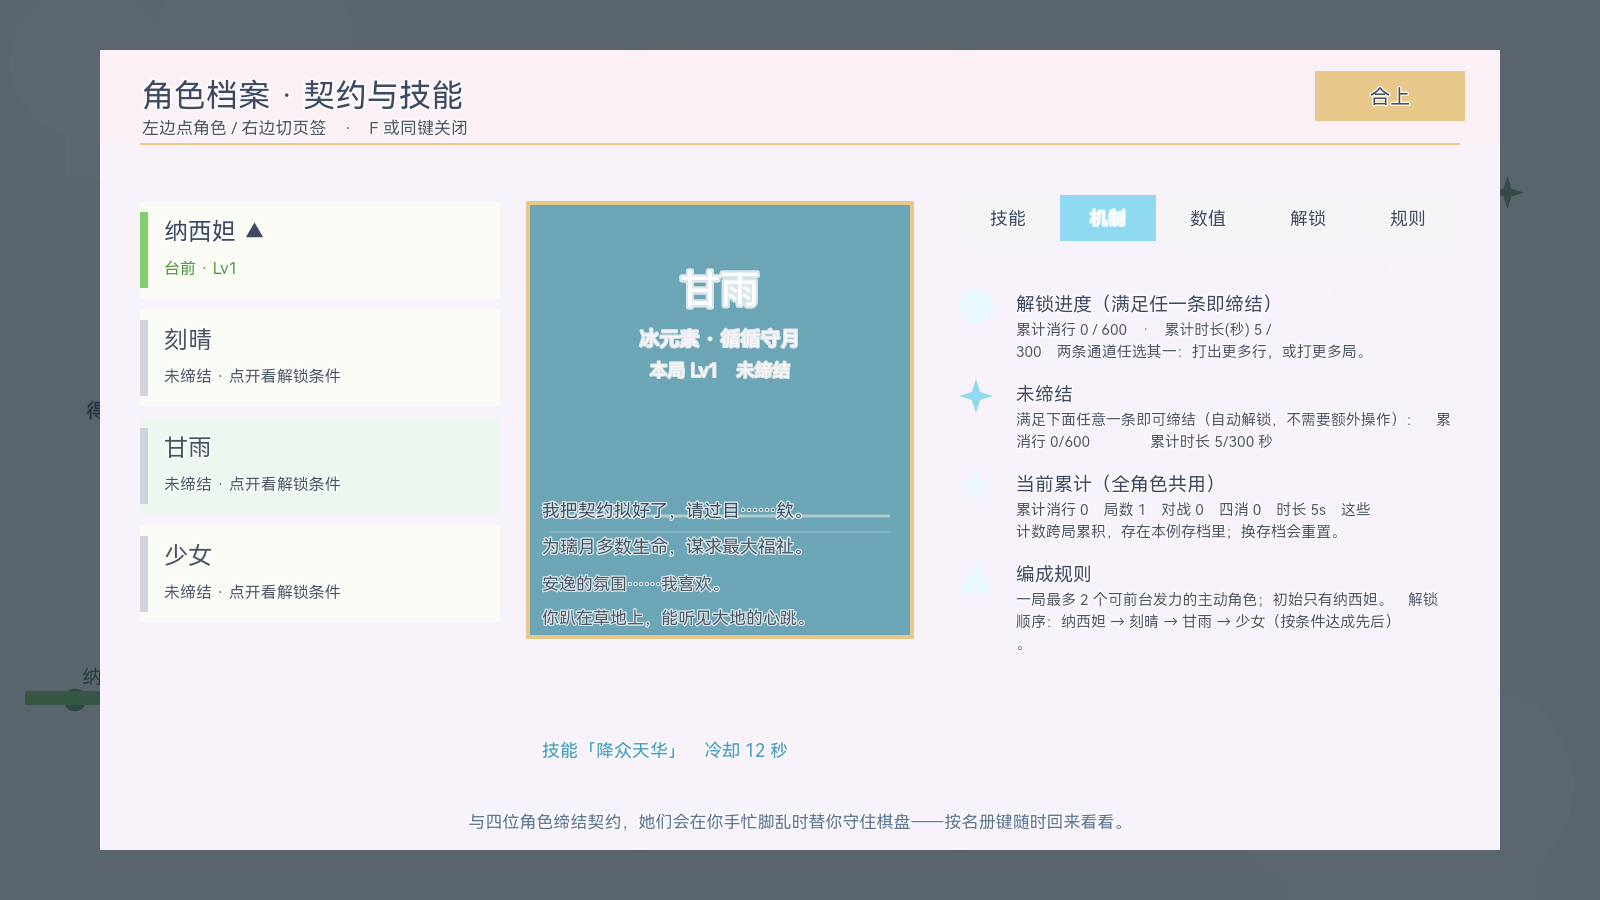 角色档案 · 契约与技能
左边点角色 / 右边切页签 · F 或同键关闭
合上
纳西妲 ▲
台前 · Lv1
刻晴
未缔结 · 点开看解锁条件
甘雨
未缔结 · 点开看解锁条件
少女
未缔结 · 点开看解锁条件
甘雨
冰元素 · 循循守月
本局 Lv1 未缔结
我把契约拟好了，请过目……欸。
为璃月多数生命，谋求最大福祉。
安逸的氛围……我喜欢。
你趴在草地上，能听见大地的心跳。
技能「降众天华」 冷却 12 秒
技能 机制 数值 解锁 规则
解锁进度（满足任一条即缔结）
累计消行 0 / 600 · 累计时长(秒) 5 /
300 两条通道任选其一：打出更多行，或打更多局。
未缔结
满足下面任意一条即可缔结（自动解锁，不需要额外操作）： 累
消行 0/600 累计时长 5/300 秒
当前累计（全角色共用）
累计消行 0 局数 1 对战 0 四消 0 时长 5s 这些
计数跨局累积，存在本例存档里；换存档会重置。
编成规则
一局最多 2 个可前台发力的主动角色；初始只有纳西妲。 解锁
顺序：纳西妲 → 刻晴 → 甘雨 → 少女（按条件达成先后）
。
与四位角色缔结契约，她们会在你手忙脚乱时替你守住棋盘——按名册键随时回来看看。
得
纳